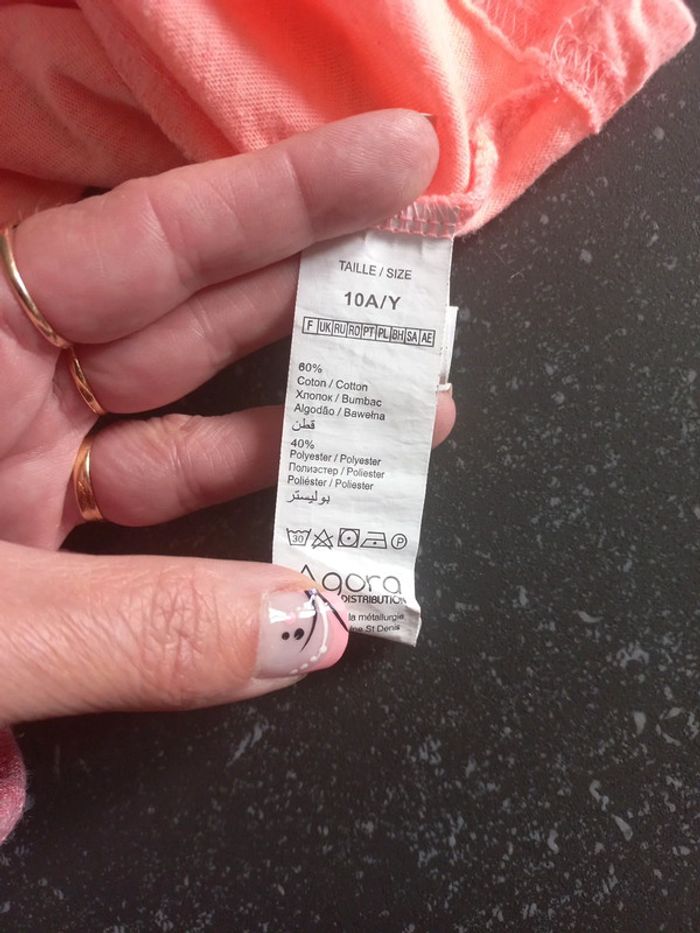 TAILLE / SIZE
10A/Y
F UK RU RO PT PL BH SA AE
60%
Coton / Cotton
Хлопок / Bumbac
Algodão / Bawełna
قطن
40%
Polyester / Polyester
Полиэстер / Poliester
Poliéster / Poliester
بوليستر
30 P
Agora
DISTRIBUTION
la métallurgie
St Denis